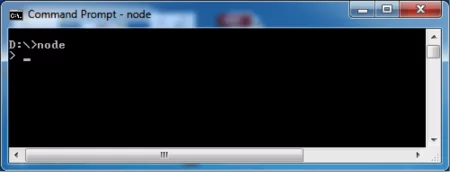 Command Prompt - node
D:\>node
> _